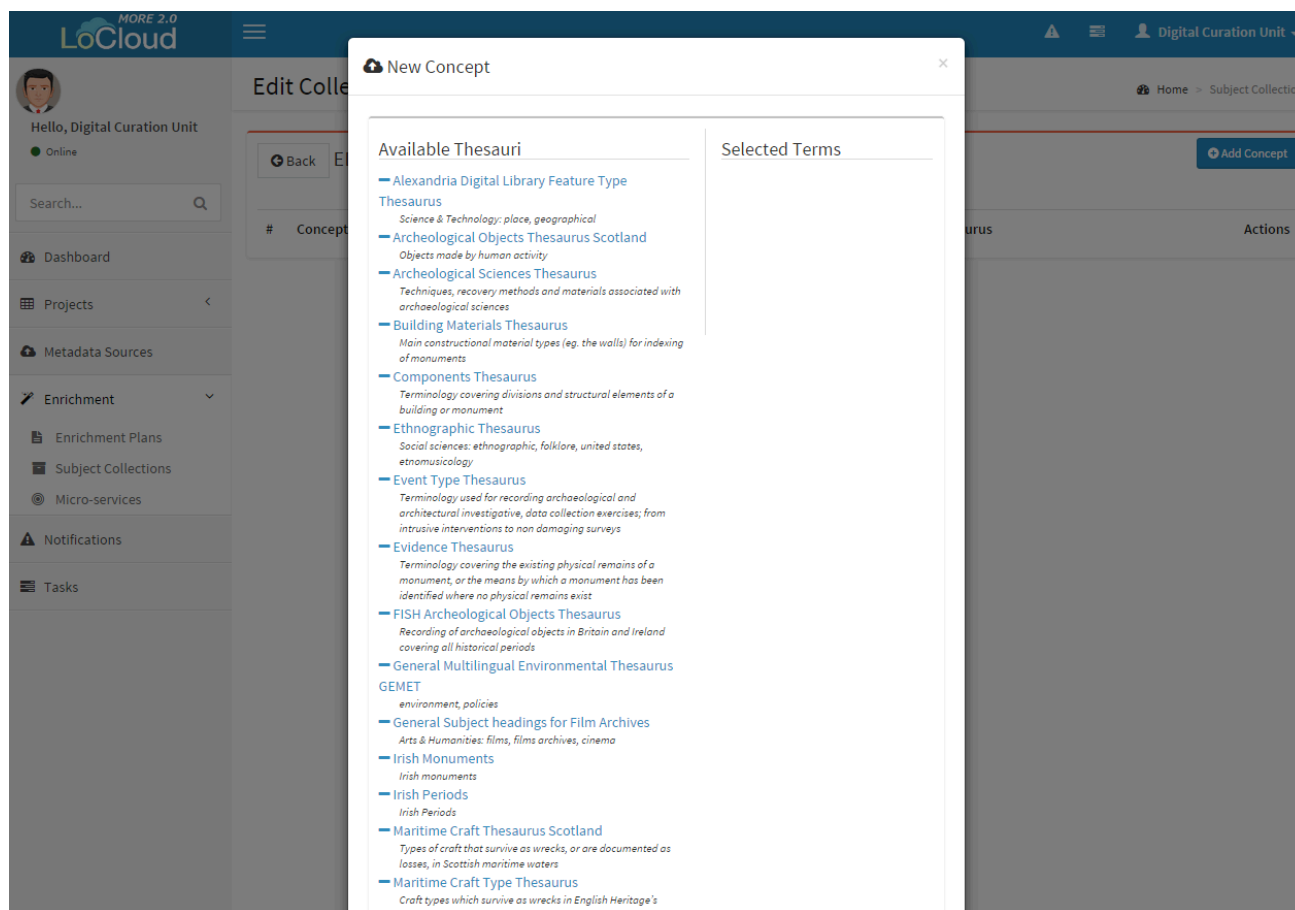 MORE 2.0
LoCloud
Digital Curation Unit
Hello, Digital Curation Unit
Online
Search...
Dashboard
Projects
Metadata Sources
Enrichment
Enrichment Plans
Subject Collections
Micro-services
Notifications
Tasks
Edit Colle
Home > Subject Collectio
Back El
Add Concept
# Concept
urus
Actions
New Concept
×
Available Thesauri
Selected Terms
Alexandria Digital Library Feature Type
Thesaurus
Science & Technology: place, geographical
Archeological Objects Thesaurus Scotland
Objects made by human activity
Archeological Sciences Thesaurus
Techniques, recovery methods and materials associated with
archaeological sciences
Building Materials Thesaurus
Main constructional material types (eg. the walls) for indexing
of monuments
Components Thesaurus
Terminology covering divisions and structural elements of a
building or monument
Ethnographic Thesaurus
Social sciences: ethnographic, folklore, united states,
etnomusicology
Event Type Thesaurus
Terminology used for recording archaeological and
architectural investigative, data collection exercises; from
intrusive interventions to non damaging surveys
Evidence Thesaurus
Terminology covering the existing physical remains of a
monument, or the means by which a monument has been
identified where no physical remains exist
FISH Archeological Objects Thesaurus
Recording of archaeological objects in Britain and Ireland
covering all historical periods
General Multilingual Environmental Thesaurus
GEMET
environment, policies
General Subject headings for Film Archives
Arts & Humanities: films, films archives, cinema
Irish Monuments
Irish monuments
Irish Periods
Irish Periods
Maritime Craft Thesaurus Scotland
Types of craft that survive as wrecks, or are documented as
losses, in Scottish maritime waters
Maritime Craft Type Thesaurus
Craft types which survive as wrecks in English Heritage's